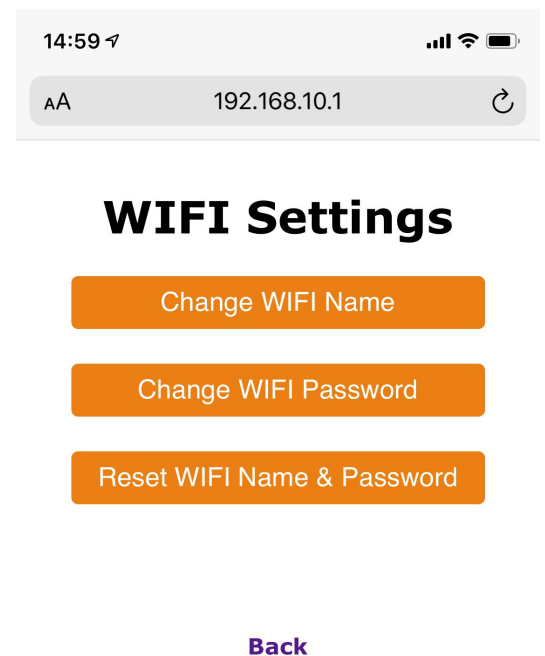 14:59
AA 192.168.10.1
WIFI Settings
Change WIFI Name
Change WIFI Password
Reset WIFI Name & Password
Back